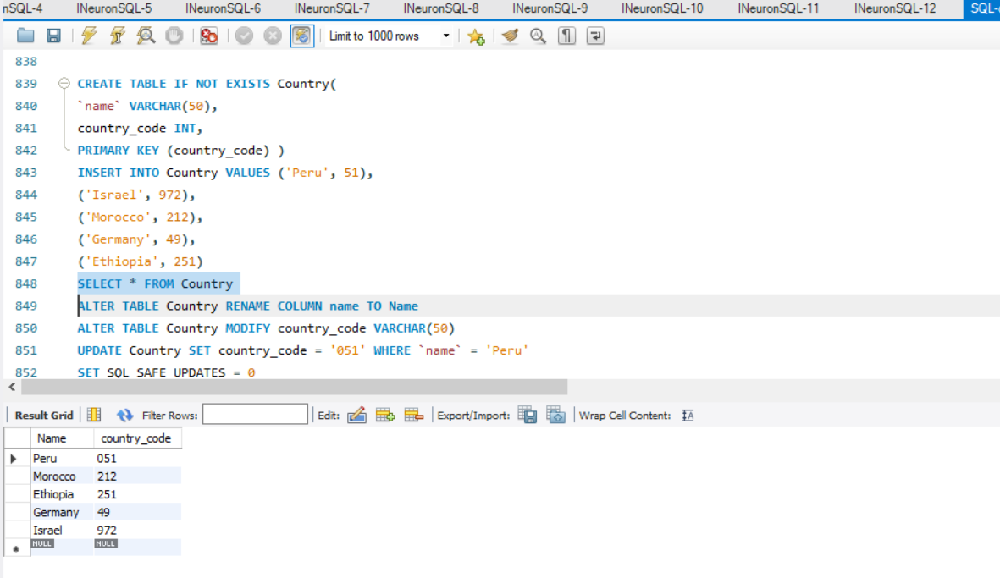 nSQL-4 INeuronSQL-5 INeuronSQL-6 INeuronSQL-7 INeuronSQL-8 INeuronSQL-9 INeuronSQL-10 INeuronSQL-11 INeuronSQL-12 SQL-
Limit to 1000 rows
838
839 CREATE TABLE IF NOT EXISTS Country(
840 `name` VARCHAR(50),
841 country_code INT,
842 PRIMARY KEY (country_code) )
843 INSERT INTO Country VALUES ('Peru', 51),
844 ('Israel', 972),
845 ('Morocco', 212),
846 ('Germany', 49),
847 ('Ethiopia', 251)
848 SELECT * FROM Country
849 ALTER TABLE Country RENAME COLUMN name TO Name
850 ALTER TABLE Country MODIFY country_code VARCHAR(50)
851 UPDATE Country SET country_code = '051' WHERE `name` = 'Peru'
852 SET SQL_SAFE_UPDATES = 0
Result Grid Filter Rows: Edit: Export/Import: Wrap Cell Content: IA
Name country_code
Peru 051
Morocco 212
Ethiopia 251
Germany 49
Israel 972
NULL NULL